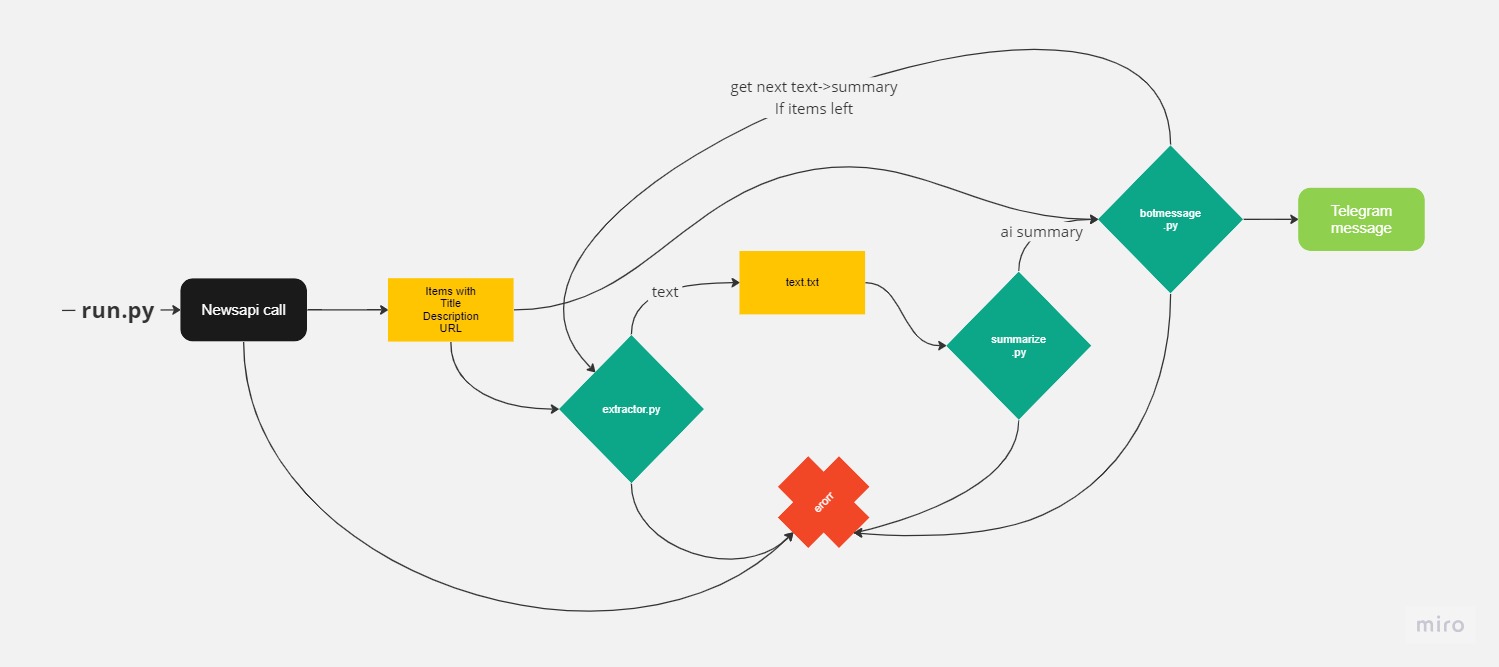 get next text->summary
If items left
botmessage
.py
Telegram
message
ai summary
run.py
Newsapi call
Items with
Title
Description
URL
text
text.txt
summarize
.py
extractor.py
erorr
miro